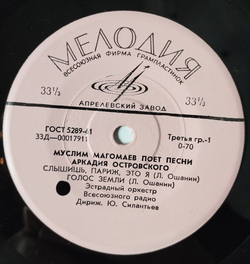 МЕЛОДИЯ
ВСЕСОЮЗНАЯ ФИРМА ГРАМПЛАСТИНОК
33⅓
33⅓
АПРЕЛЕВСКИЙ ЗАВОД
ГОСТ 5289-61
33Д—00017911
Третья гр.-1
0-70
МУСЛИМ МАГОМАЕВ ПОЕТ ПЕСНИ
АРКАДИЯ ОСТРОВСКОГО
СЛЫШИШЬ, ПАРИЖ, ЭТО Я (Л. Ошанин)
ГОЛОС ЗЕМЛИ (Л. Ошанин)
Эстрадный оркестр
Всесоюзного радио
Дириж. Ю. Силантьев